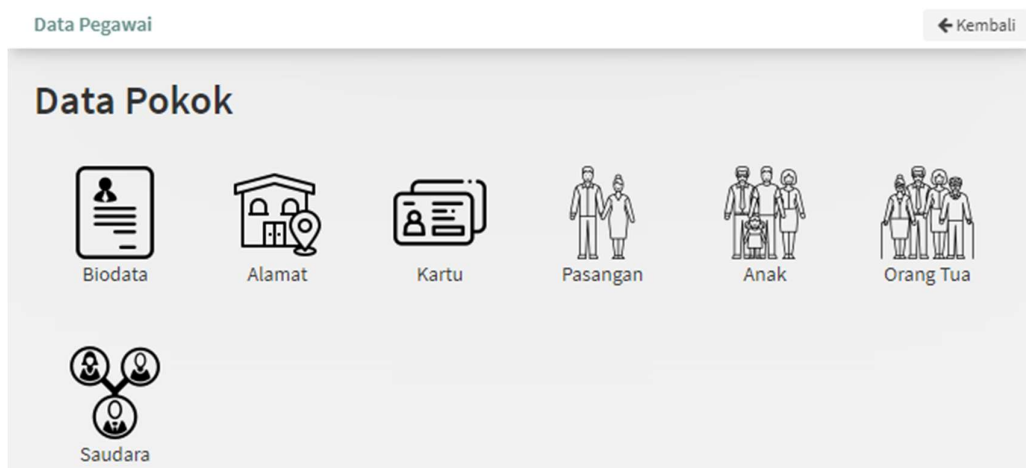 Data Pegawai
Kembali
Data Pokok
Biodata
Alamat
Kartu
Pasangan
Anak
Orang Tua
Saudara